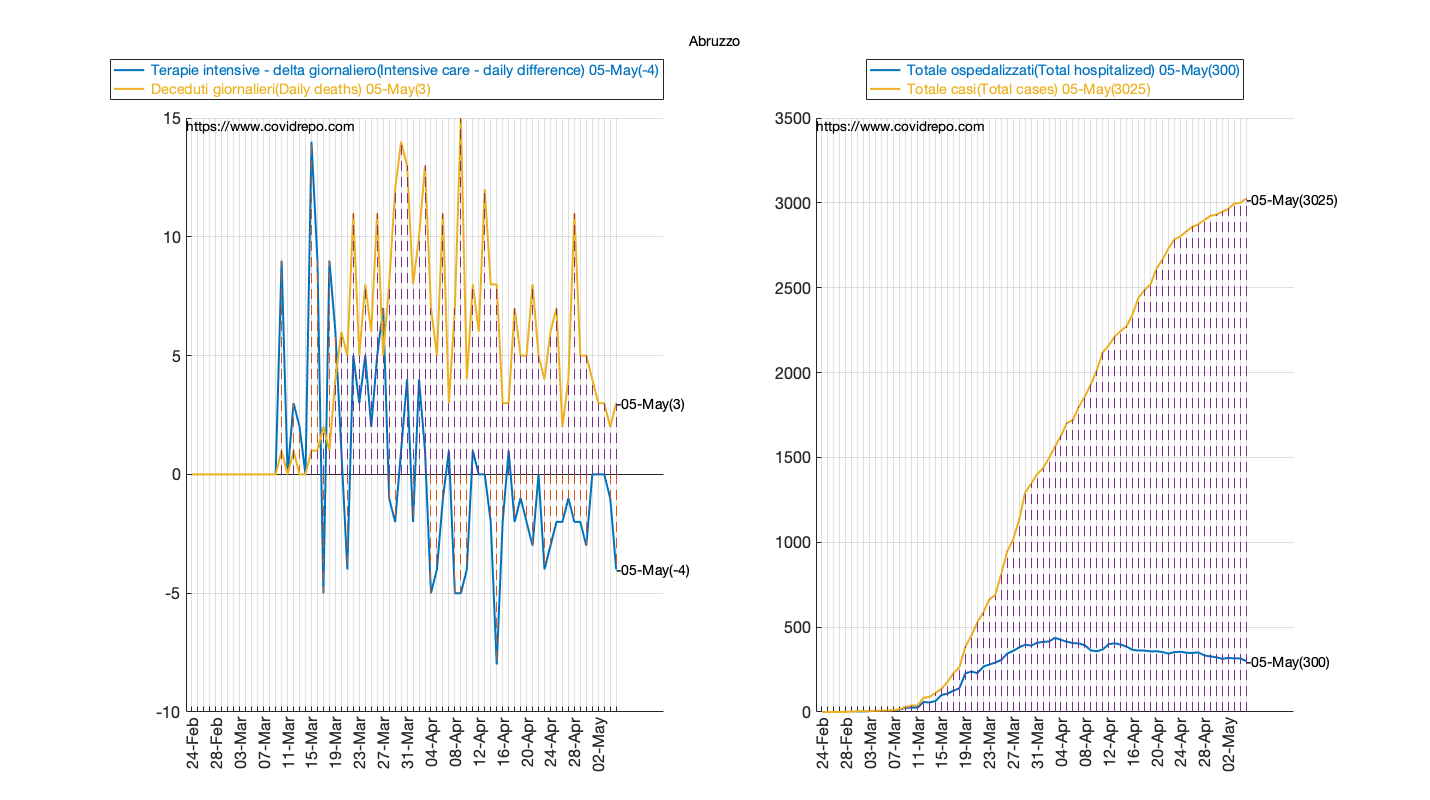 Abruzzo
Terapie intensive - delta giornaliero(Intensive care - daily difference) 05-May(-4)
Deceduti giornalieri(Daily deaths) 05-May(3)
15
https://www.covidrepo.com
10
5
-05-May(3)
0
-05-May(-4)
-5
-10
24-Feb
28-Feb
03-Mar
07-Mar
11-Mar
15-Mar
19-Mar
23-Mar
27-Mar
31-Mar
04-Apr
08-Apr
12-Apr
16-Apr
20-Apr
24-Apr
28-Apr
02-May
Totale ospedalizzati(Total hospitalized) 05-May(300)
Totale casi(Total cases) 05-May(3025)
3500
https://www.covidrepo.com
3000
-05-May(3025)
2500
2000
1500
1000
500
-05-May(300)
0
24-Feb
28-Feb
03-Mar
07-Mar
11-Mar
15-Mar
19-Mar
23-Mar
27-Mar
31-Mar
04-Apr
08-Apr
12-Apr
16-Apr
20-Apr
24-Apr
28-Apr
02-May